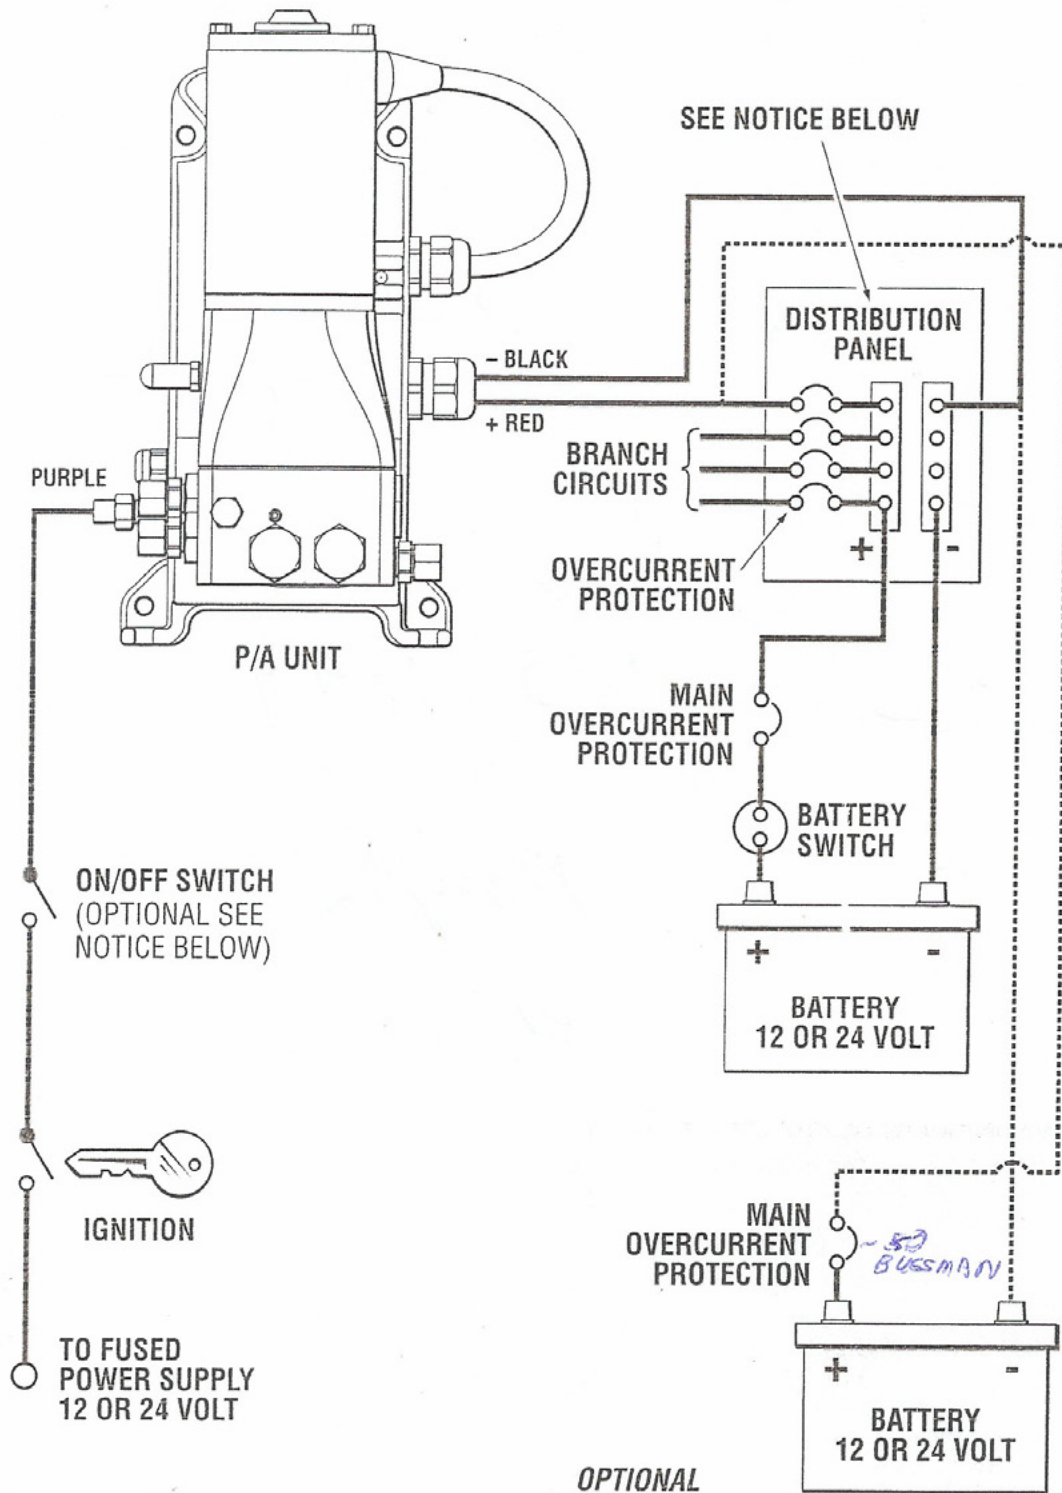 SEE NOTICE BELOW
DISTRIBUTION
PANEL
– BLACK
+ RED
BRANCH
CIRCUITS
PURPLE
+ -
OVERCURRENT
PROTECTION
P/A UNIT
MAIN
OVERCURRENT
PROTECTION
BATTERY
SWITCH
ON/OFF SWITCH
(OPTIONAL SEE
NOTICE BELOW)
+ -
BATTERY
12 OR 24 VOLT
IGNITION
MAIN
OVERCURRENT
PROTECTION
BUSSMAN
TO FUSED
POWER SUPPLY
12 OR 24 VOLT
+ -
BATTERY
12 OR 24 VOLT
OPTIONAL